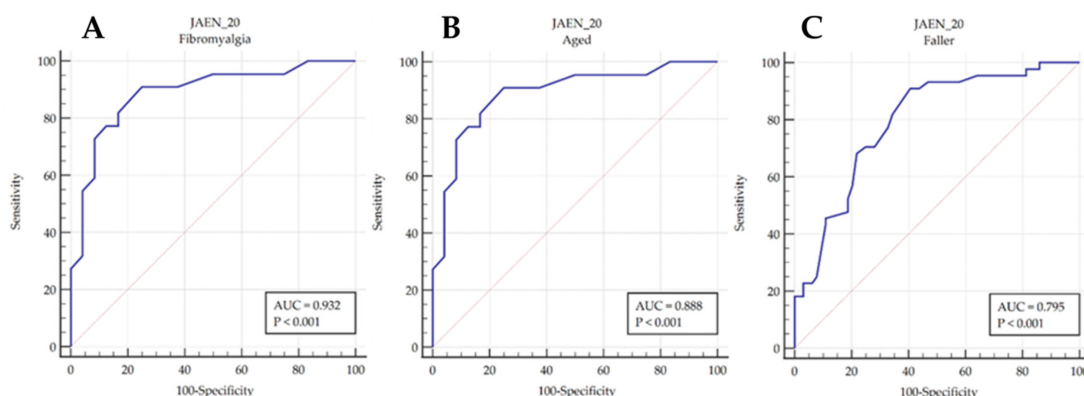 A
JAEN_20
Fibromyalgia
100
80
60
40
20
0
Sensitivity
AUC = 0.932
P < 0.001
0 20 40 60 80 100
100-Specificity
B
JAEN_20
Aged
100
80
60
40
20
0
Sensitivity
AUC = 0.888
P < 0.001
0 20 40 60 80 100
100-Specificity
C
JAEN_20
Faller
100
80
60
40
20
0
Sensitivity
AUC = 0.795
P < 0.001
0 20 40 60 80 100
100-Specificity